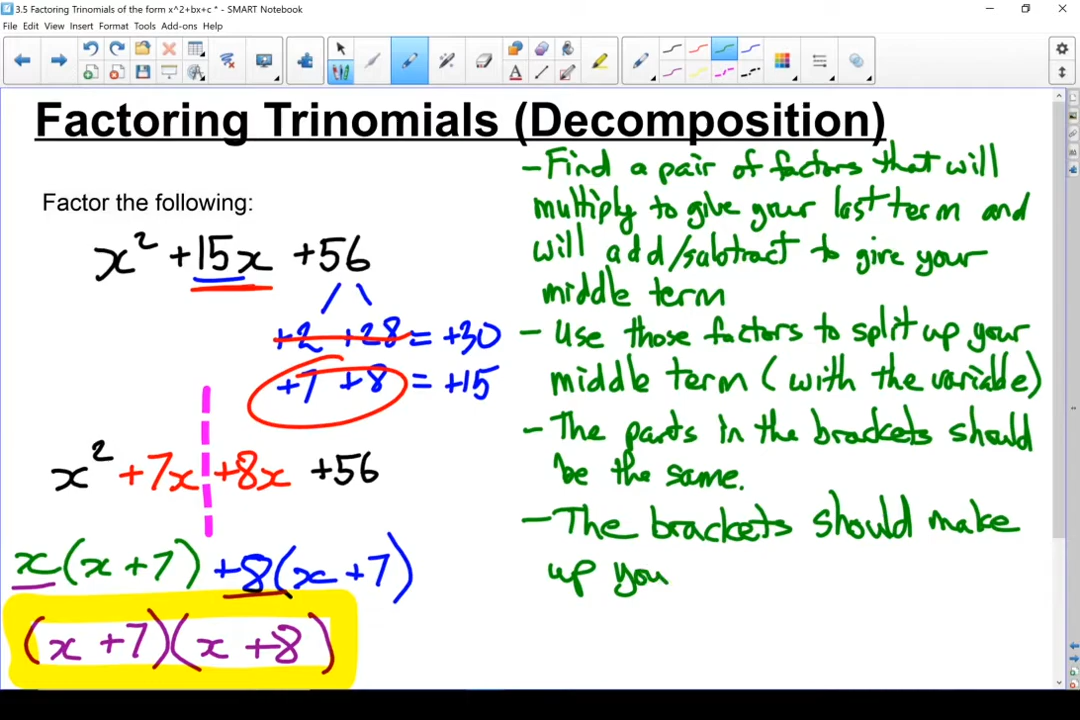 3.5 Factoring Trinomials of the form x^2+bx+c * - SMART Notebook
File Edit View Insert Format Tools Add-ons Help
Factoring Trinomials (Decomposition)
Factor the following:
x² +15x +56
+2 +28 = +30
+7 +8 = +15
x² +7x +8x +56
x(x+7) +8(x+7)
(x+7)(x+8)
-Find a pair of factors that will
multiply to give your last term and
will add/subtract to give your
middle term
- Use those factors to split up your
middle term (with the variable)
- The parts in the brackets should
be the same.
- The brackets should make
up you